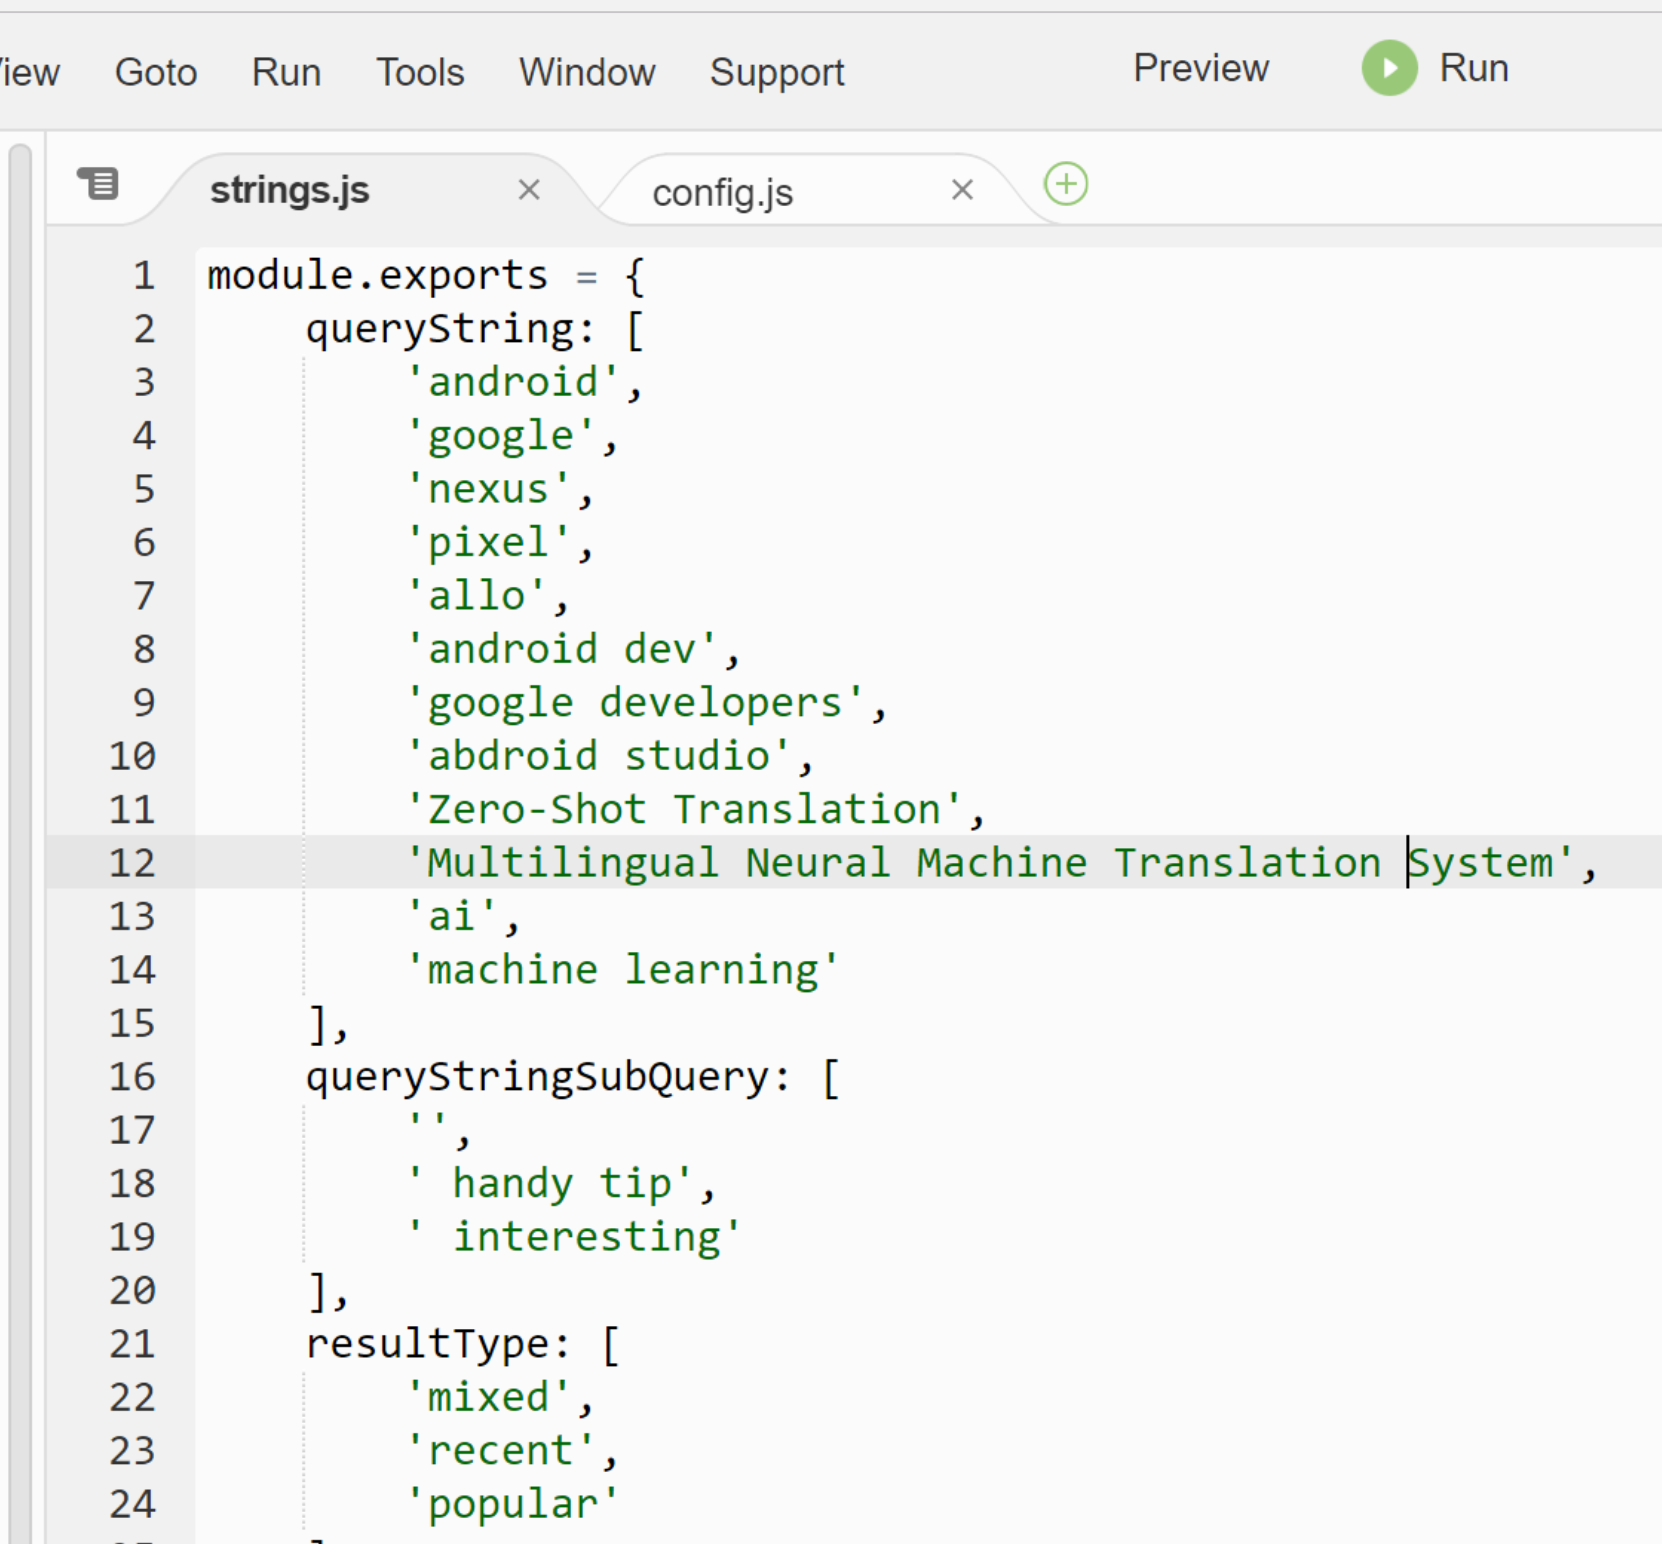 iew Goto Run Tools Window Support Preview Run
strings.js × config.js ×
1 module.exports = {
2 queryString: [
3 'android',
4 'google',
5 'nexus',
6 'pixel',
7 'allo',
8 'android dev',
9 'google developers',
10 'abdroid studio',
11 'Zero-Shot Translation',
12 'Multilingual Neural Machine Translation System',
13 'ai',
14 'machine learning'
15 ],
16 queryStringSubQuery: [
17 '',
18 ' handy tip',
19 ' interesting'
20 ],
21 resultType: [
22 'mixed',
23 'recent',
24 'popular'